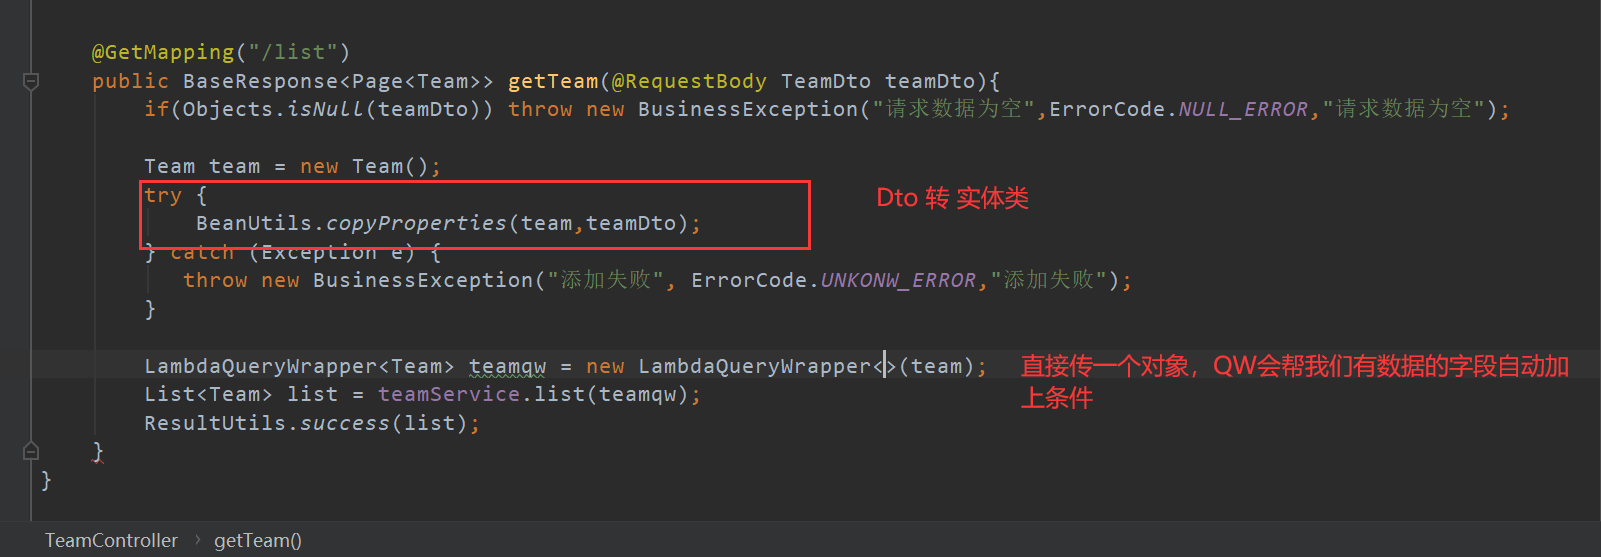 @GetMapping("/list")
public BaseResponse<Page<Team>> getTeam(@RequestBody TeamDto teamDto){
if(Objects.isNull(teamDto)) throw new BusinessException("请求数据为空",ErrorCode.NULL_ERROR,"请求数据为空");
Team team = new Team();
try {
Dto 转 实体类
BeanUtils.copyProperties(team,teamDto);
} catch (Exception e) {
throw new BusinessException("添加失败", ErrorCode.UNKONW_ERROR,"添加失败");
}
LambdaQueryWrapper<Team> teamqw = new LambdaQueryWrapper<>(team);
直接传一个对象，QW会帮我们有数据的字段自动加
上条件
List<Team> list = teamService.list(teamqw);
ResultUtils.success(list);
}
}
TeamController › getTeam()